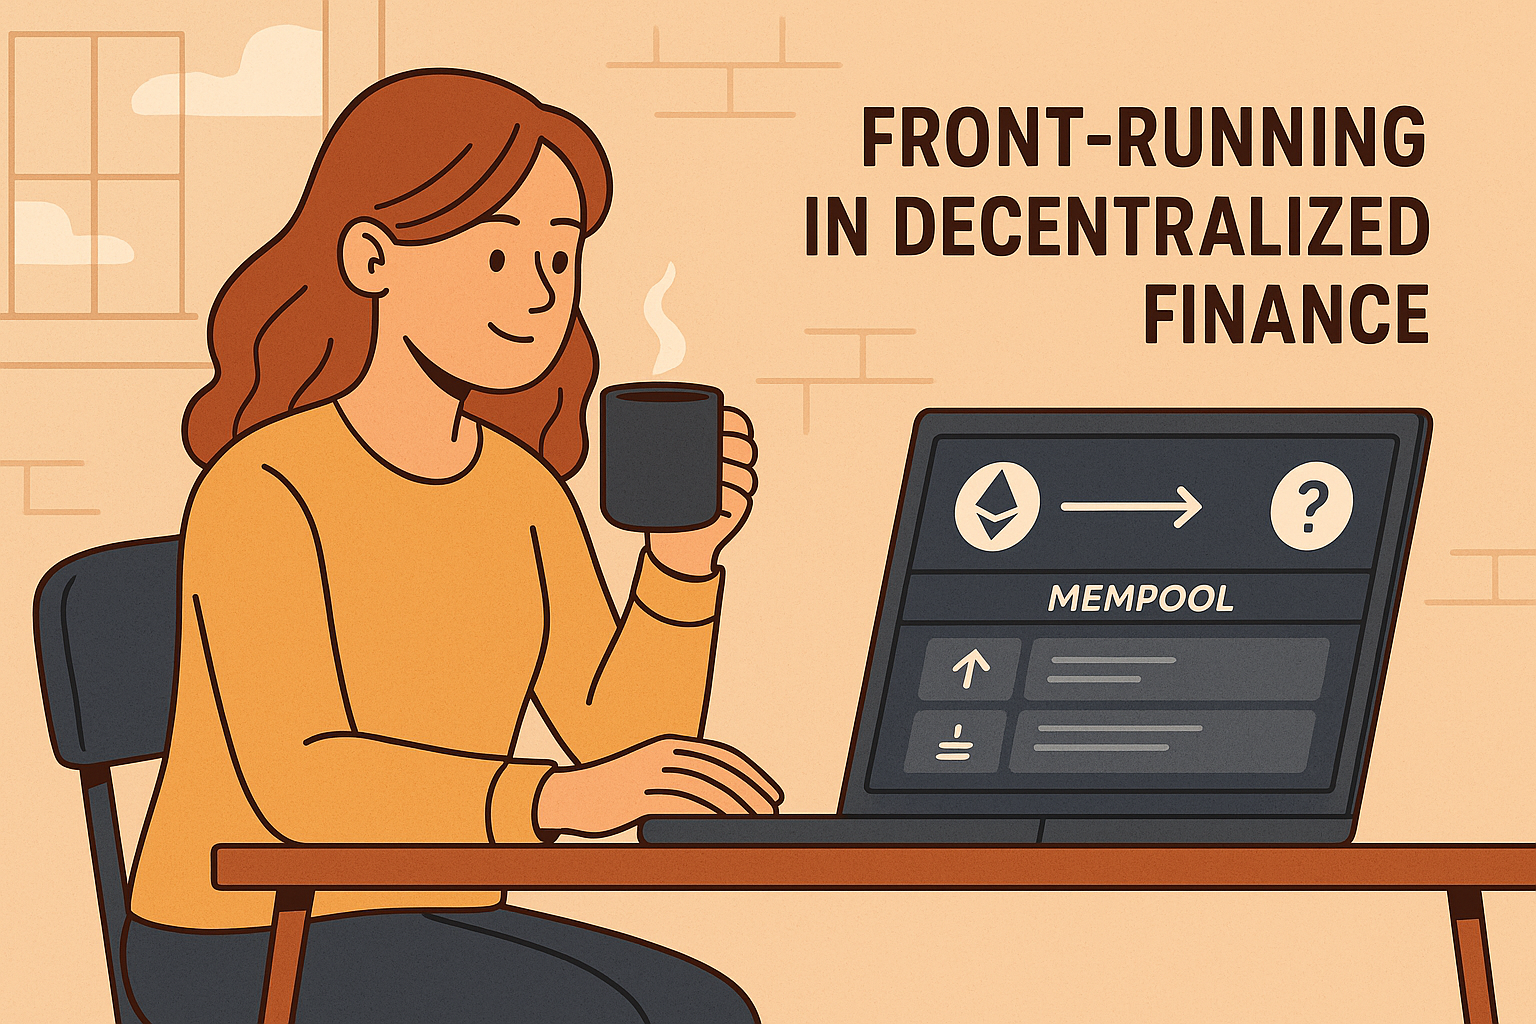 FRONT-RUNNING
IN DECENTRALIZED
FINANCE
?
MEMPOOL